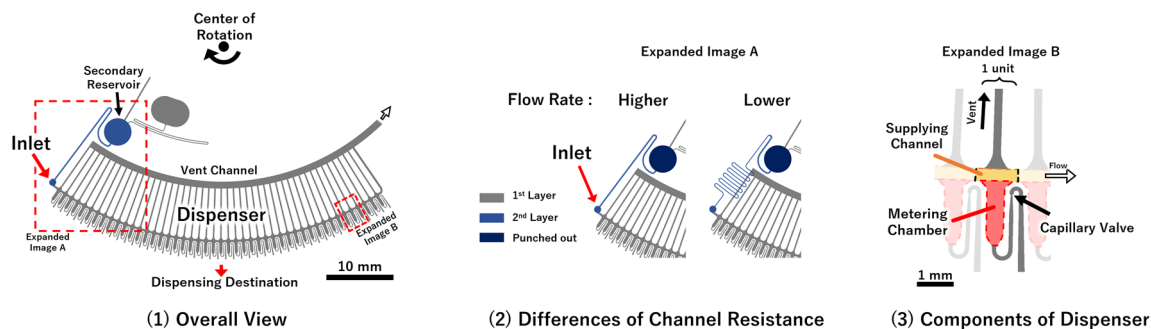 Center of
Rotation
Secondary
Reservoir
Inlet
Vent Channel
Dispenser
Expanded
Image A
Expanded
Image B
10 mm
Dispensing Destination
(1) Overall View
Expanded Image A
Flow Rate : Higher Lower
Inlet
1st Layer
2nd Layer
Punched out
(2) Differences of Channel Resistance
Expanded Image B
1 unit
Vent
Supplying
Channel
Flow
Metering
Chamber
Capillary Valve
1 mm
(3) Components of Dispenser